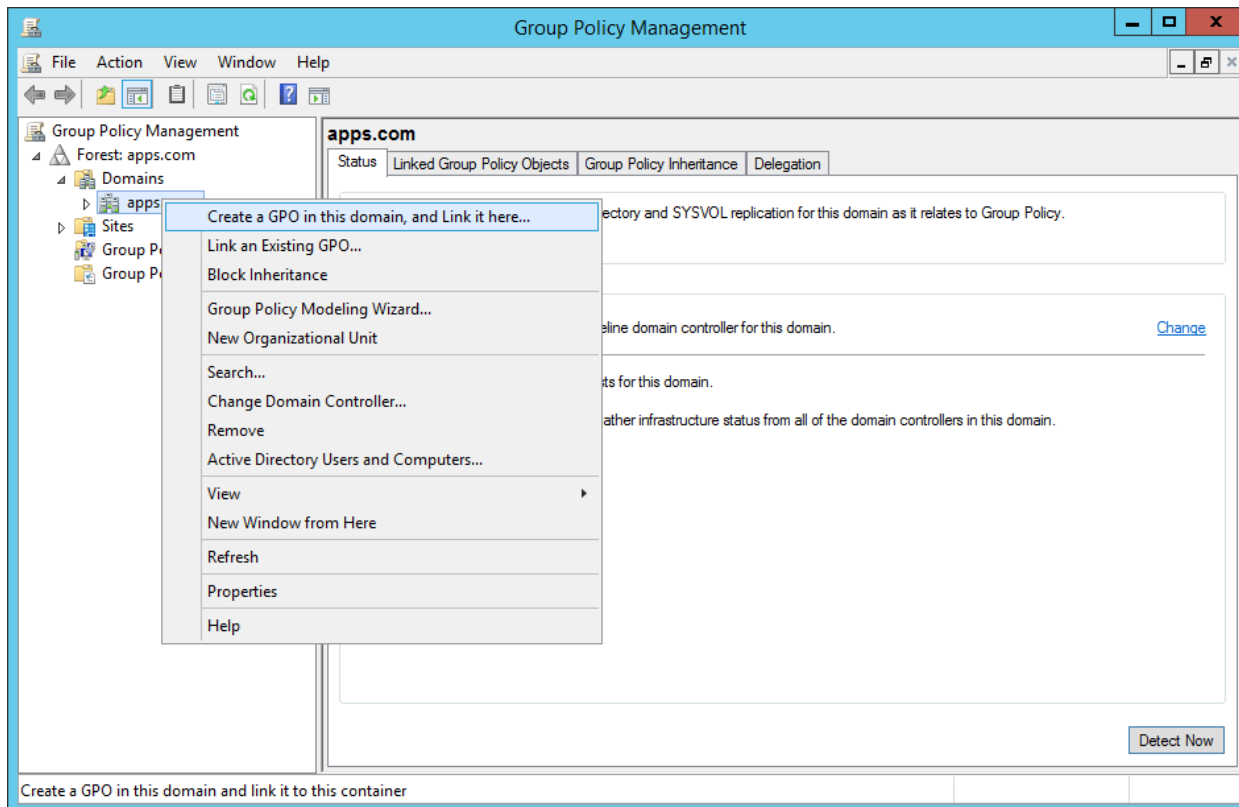 Group Policy Management
File Action View Window Help
Group Policy Management
Forest: apps.com
Domains
apps
Sites
Group P
Group P
apps.com
Status Linked Group Policy Objects Group Policy Inheritance Delegation
ectory and SYSVOL replication for this domain as it relates to Group Policy.
eline domain controller for this domain.
Change
sts for this domain.
ather infrastructure status from all of the domain controllers in this domain.
Detect Now
Create a GPO in this domain, and Link it here...
Link an Existing GPO...
Block Inheritance
Group Policy Modeling Wizard...
New Organizational Unit
Search...
Change Domain Controller...
Remove
Active Directory Users and Computers...
View
New Window from Here
Refresh
Properties
Help
Create a GPO in this domain and link it to this container